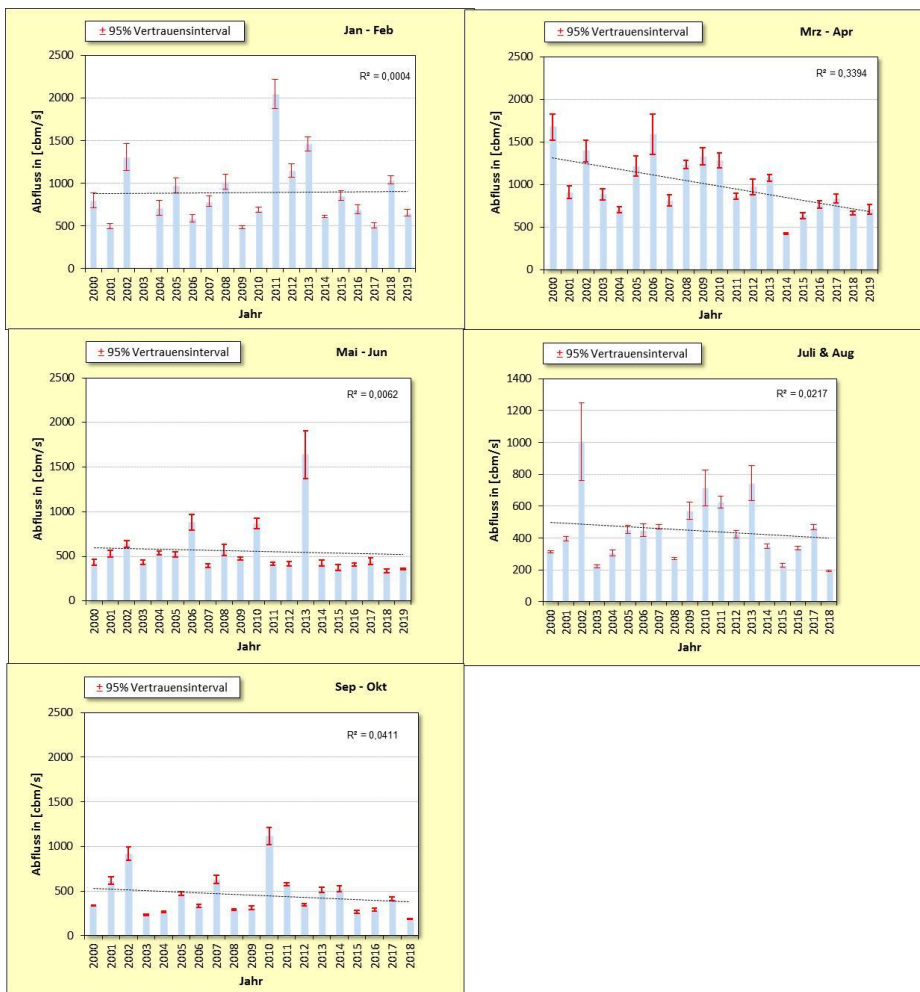 ± 95% Vertrauensinterval
Jan - Feb
R² = 0,0004
Abfluss in [cbm/s]
2500
2000
1500
1000
500
0
2000 2001 2002 2003 2004 2005 2006 2007 2008 2009 2010 2011 2012 2013 2014 2015 2016 2017 2018 2019
Jahr
± 95% Vertrauensinterval
Mrz - Apr
R² = 0,3394
Abfluss in [cbm/s]
2500
2000
1500
1000
500
0
2000 2001 2002 2003 2004 2005 2006 2007 2008 2009 2010 2011 2012 2013 2014 2015 2016 2017 2018 2019
Jahr
± 95% Vertrauensinterval
Mai - Jun
R² = 0,0062
Abfluss in [cbm/s]
2500
2000
1500
1000
500
0
2000 2001 2002 2003 2004 2005 2006 2007 2008 2009 2010 2011 2012 2013 2014 2015 2016 2017 2018 2019
Jahr
± 95% Vertrauensinterval
Juli & Aug
R² = 0,0217
Abfluss in [cbm/s]
1400
1200
1000
800
600
400
200
0
2000 2001 2002 2003 2004 2005 2006 2007 2008 2009 2010 2011 2012 2013 2014 2015 2016 2017 2018
Jahr
± 95% Vertrauensinterval
Sep - Okt
R² = 0,0411
Abfluss in [cbm/s]
2500
2000
1500
1000
500
0
2000 2001 2002 2003 2004 2005 2006 2007 2008 2009 2010 2011 2012 2013 2014 2015 2016 2017 2018
Jahr